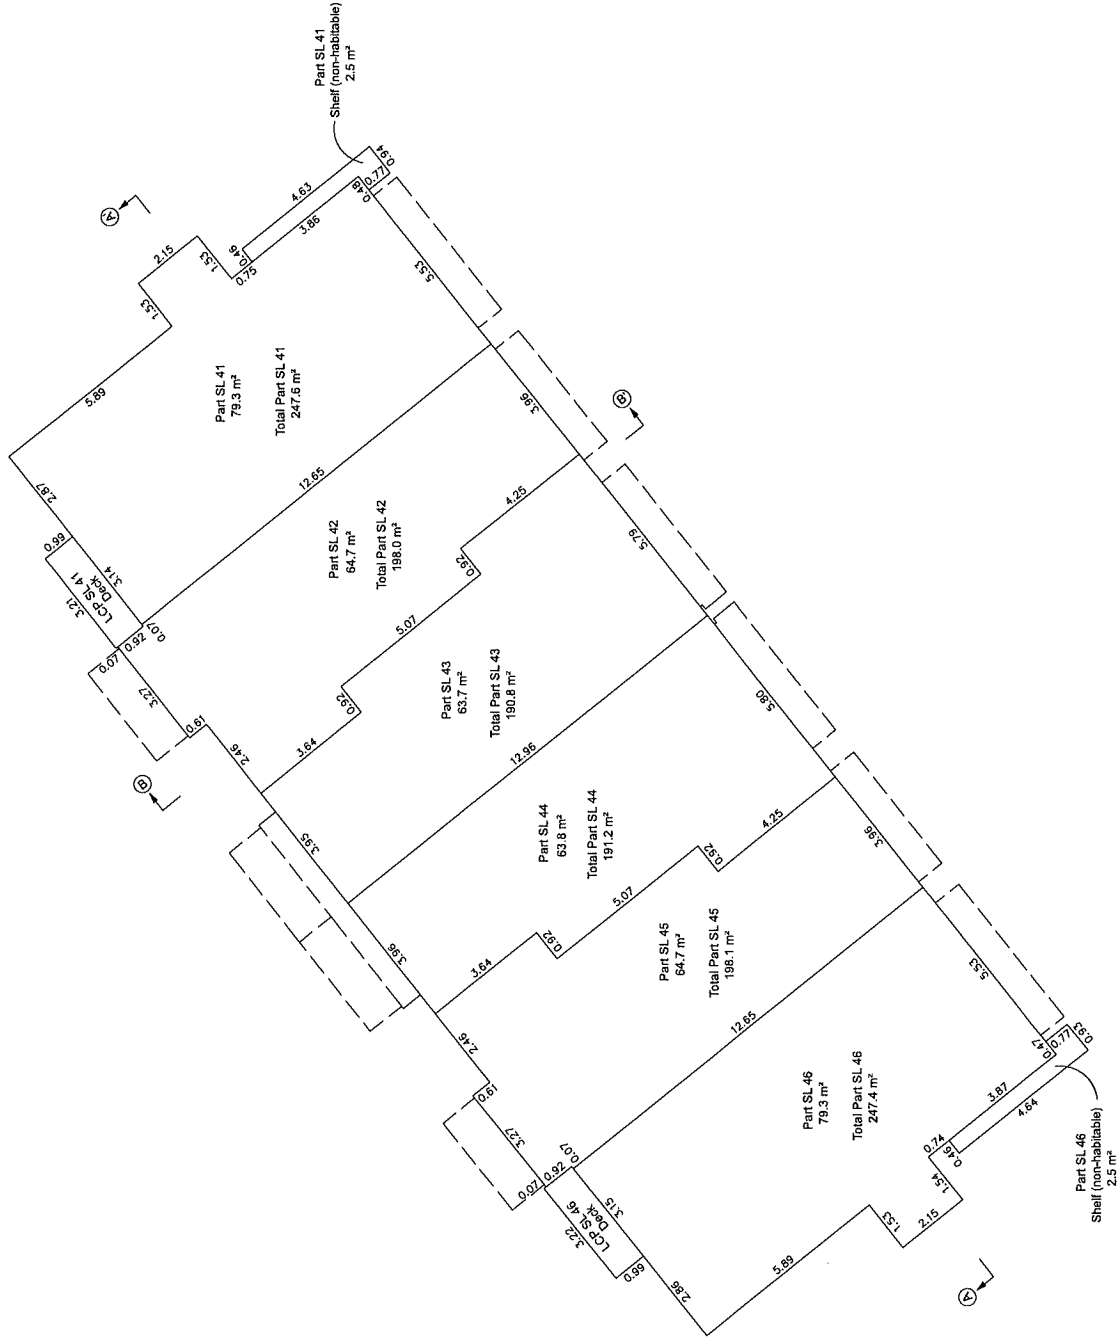 Part SL 41
Shelf (non-habitable)
2.5 m²
A'
2.15
1.53
1.53
0.75
0.46
4.63
3.86
0.48
0.77
0.94
5.89
2.87
Part SL 41
79.3 m²
Total Part SL 41
247.6 m²
5.53
0.99
3.21
LCP SL 41
Deck
3.14
0.07
0.92
0.07
3.27
0.61
12.65
3.96
B'
Part SL 42
64.7 m²
Total Part SL 42
198.0 m²
4.25
0.92
5.07
0.92
3.64
2.46
B
5.79
Part SL 43
63.7 m²
Total Part SL 43
190.8 m²
3.95
12.96
5.80
Part SL 44
63.8 m²
Total Part SL 44
191.2 m²
3.96
4.25
0.92
5.07
0.92
3.64
3.96
Part SL 45
64.7 m²
Total Part SL 45
198.1 m²
2.46
0.61
3.27
0.07
0.92
0.07
12.65
5.53
LCP SL 46
Deck
3.22
3.15
0.99
2.86
Part SL 46
79.3 m²
Total Part SL 46
247.4 m²
0.47
0.77
0.93
3.87
4.64
0.74
0.46
1.54
2.15
1.53
5.89
A
Part SL 46
Shelf (non-habitable)
2.5 m²